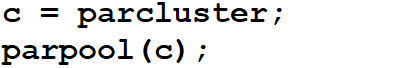 c = parcluster;
parpool(c);